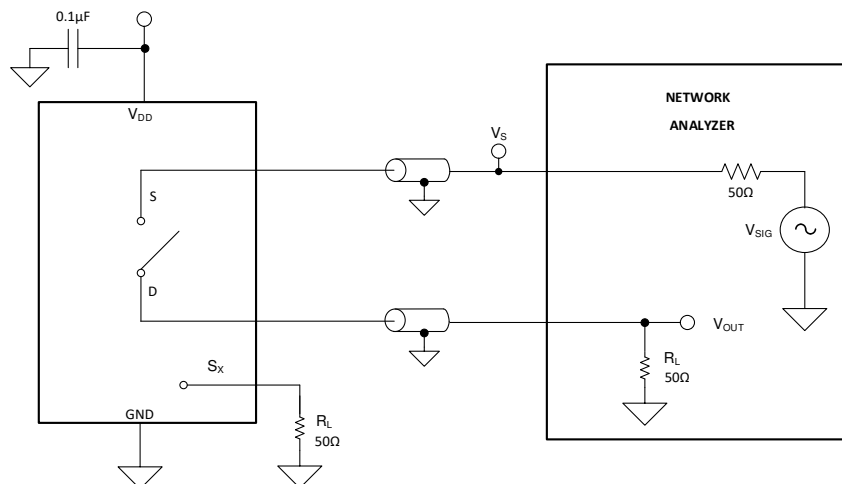 0.1µF
V_DD
NETWORK
ANALYZER
V_S
S
50Ω
V_SIG
D
V_OUT
S_X
R_L
50Ω
GND
R_L
50Ω